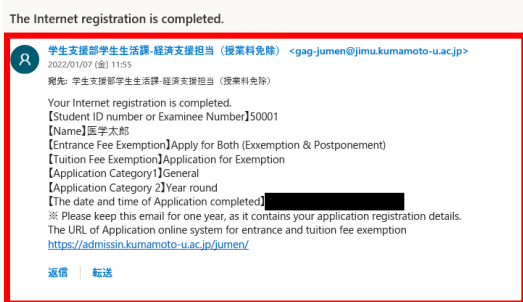 The Internet registration is completed.
R
学生支援部学生生活課-経済支援担当（授業料免除） <gag-jumen@jimu.kumamoto-u.ac.jp>
2022/01/07 (金) 11:55
宛先: 学生支援部学生生活課-経済支援担当（授業料免除）
Your Internet registration is completed.
【Student ID number or Examinee Number】50001
【Name】医学太郎
【Entrance Fee Exemption】Apply for Both (Exxemption & Postponement)
【Tuition Fee Exemption】Application for Exemption
【Application Category1】General
【Application Category 2】Year round
【The date and time of Application completed】
※ Please keep this email for one year, as it contains your application registration details.
The URL of Application online system for entrance and tuition fee exemption
https://admissin.kumamoto-u.ac.jp/jumen/
返信 | 転送